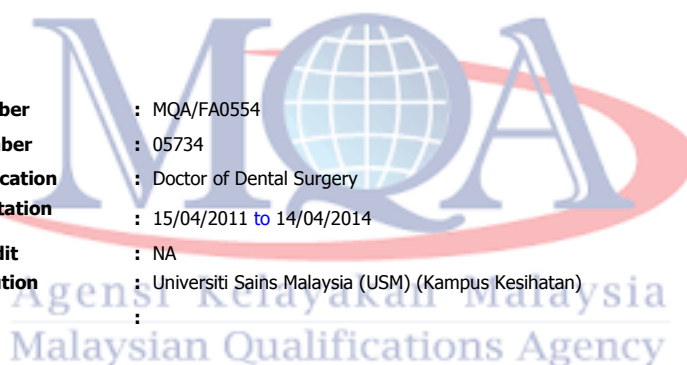 MQA
ber : MQA/FA0554
ber : 05734
cation : Doctor of Dental Surgery
tation : 15/04/2011 to 14/04/2014
dit : NA
tion : Universiti Sains Malaysia (USM) (Kampus Kesihatan)
Agensi Kelayakan Malaysia
:
Malaysian Qualifications Agency